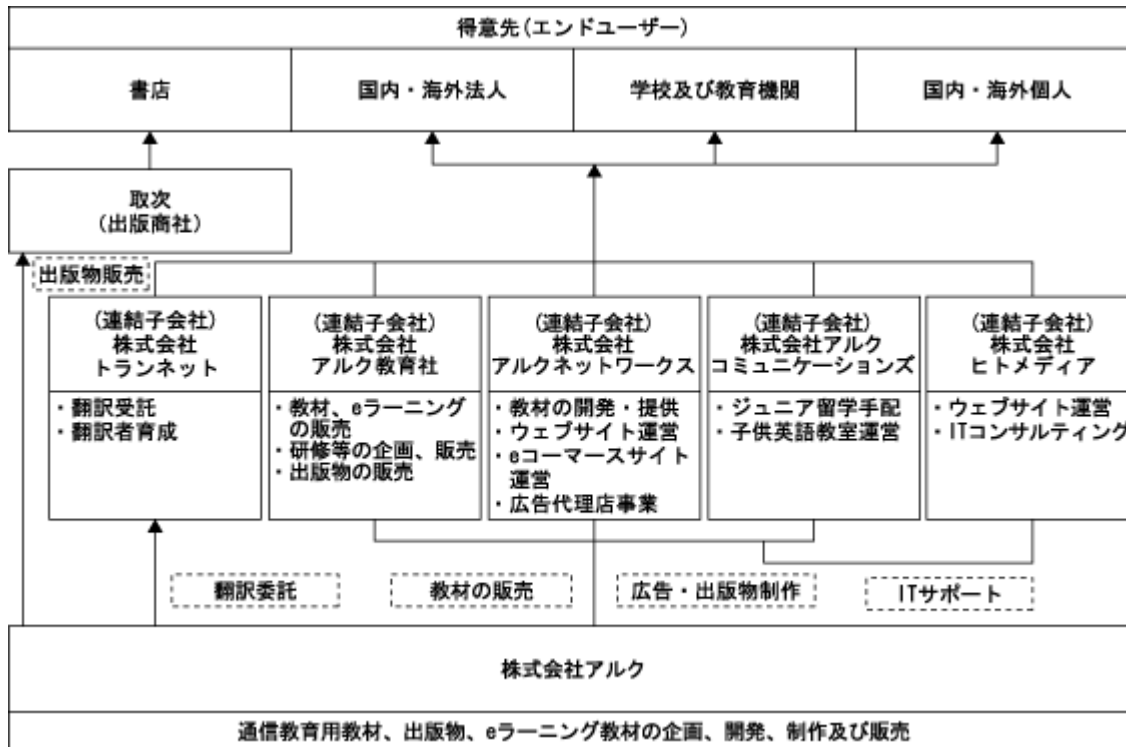 得意先(エンドユーザー)
書店
国内・海外法人
学校及び教育機関
国内・海外個人
取次
(出版商社)
出版物販売
(連結子会社)
株式会社
トランネット
・翻訳受託
・翻訳者育成
(連結子会社)
株式会社
アルク教育社
・教材、eラーニング
の販売
・研修等の企画、販売
・出版物の販売
(連結子会社)
株式会社
アルクネットワークス
・教材の開発・提供
・ウェブサイト運営
・eコーマースサイト
運営
・広告代理店事業
(連結子会社)
株式会社アルク
コミュニケーションズ
・ジュニア留学手配
・子供英語教室運営
(連結子会社)
株式会社
ヒトメディア
・ウェブサイト運営
・ITコンサルティング
翻訳委託
教材の販売
広告・出版物制作
ITサポート
株式会社アルク
通信教育用教材、出版物、eラーニング教材の企画、開発、制作及び販売